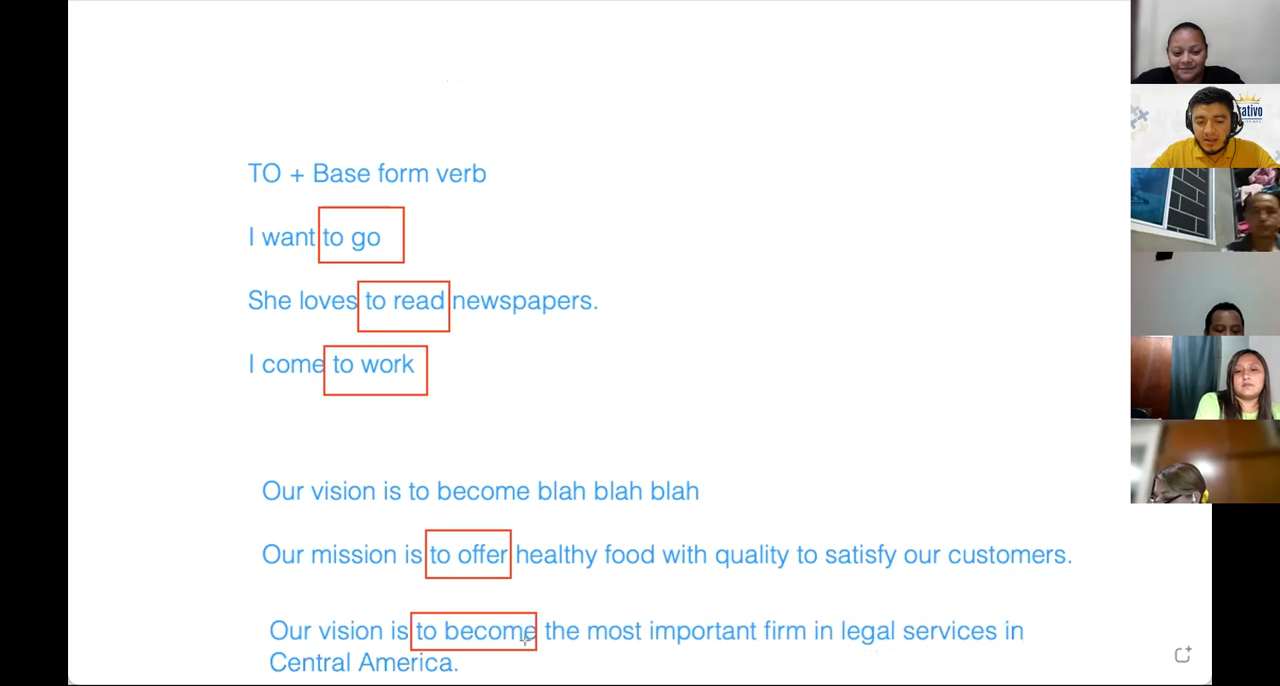 TO + Base form verb
I want to go
She loves to read newspapers.
I come to work
Our vision is to become blah blah blah
Our mission is to offer healthy food with quality to satisfy our customers.
Our vision is to become the most important firm in legal services in
Central America.